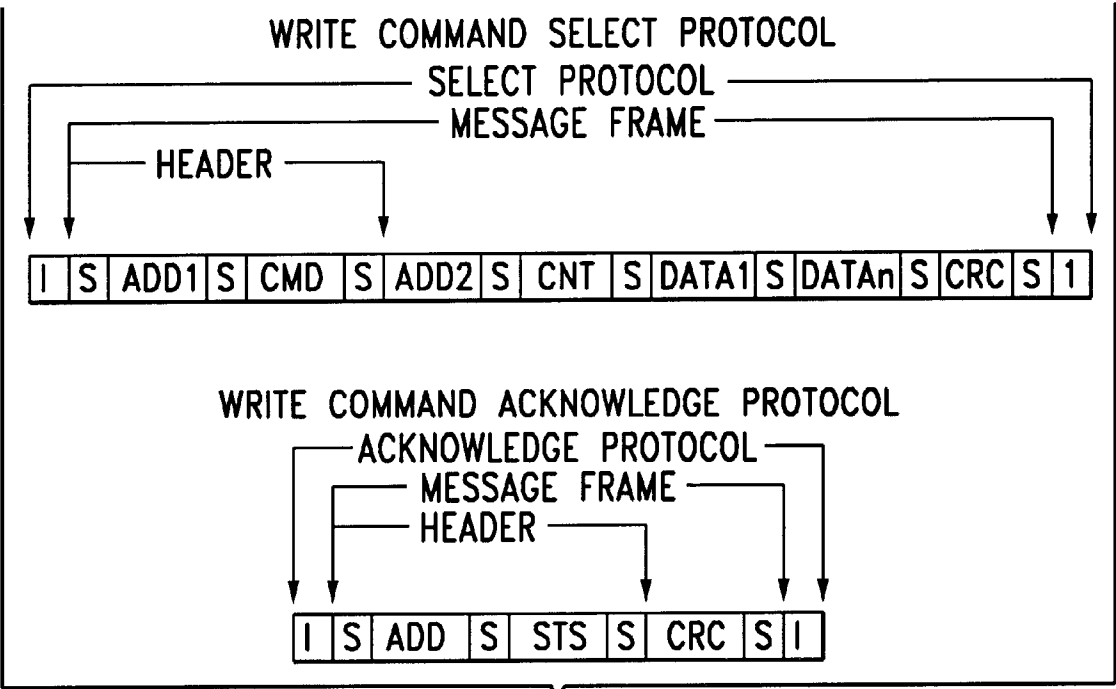 WRITE COMMAND SELECT PROTOCOL
SELECT PROTOCOL
MESSAGE FRAME
HEADER
I S ADD1 S CMD S ADD2 S CNT S DATA1 S DATAn S CRC S 1
WRITE COMMAND ACKNOWLEDGE PROTOCOL
ACKNOWLEDGE PROTOCOL
MESSAGE FRAME
HEADER
I S ADD S STS S CRC S I